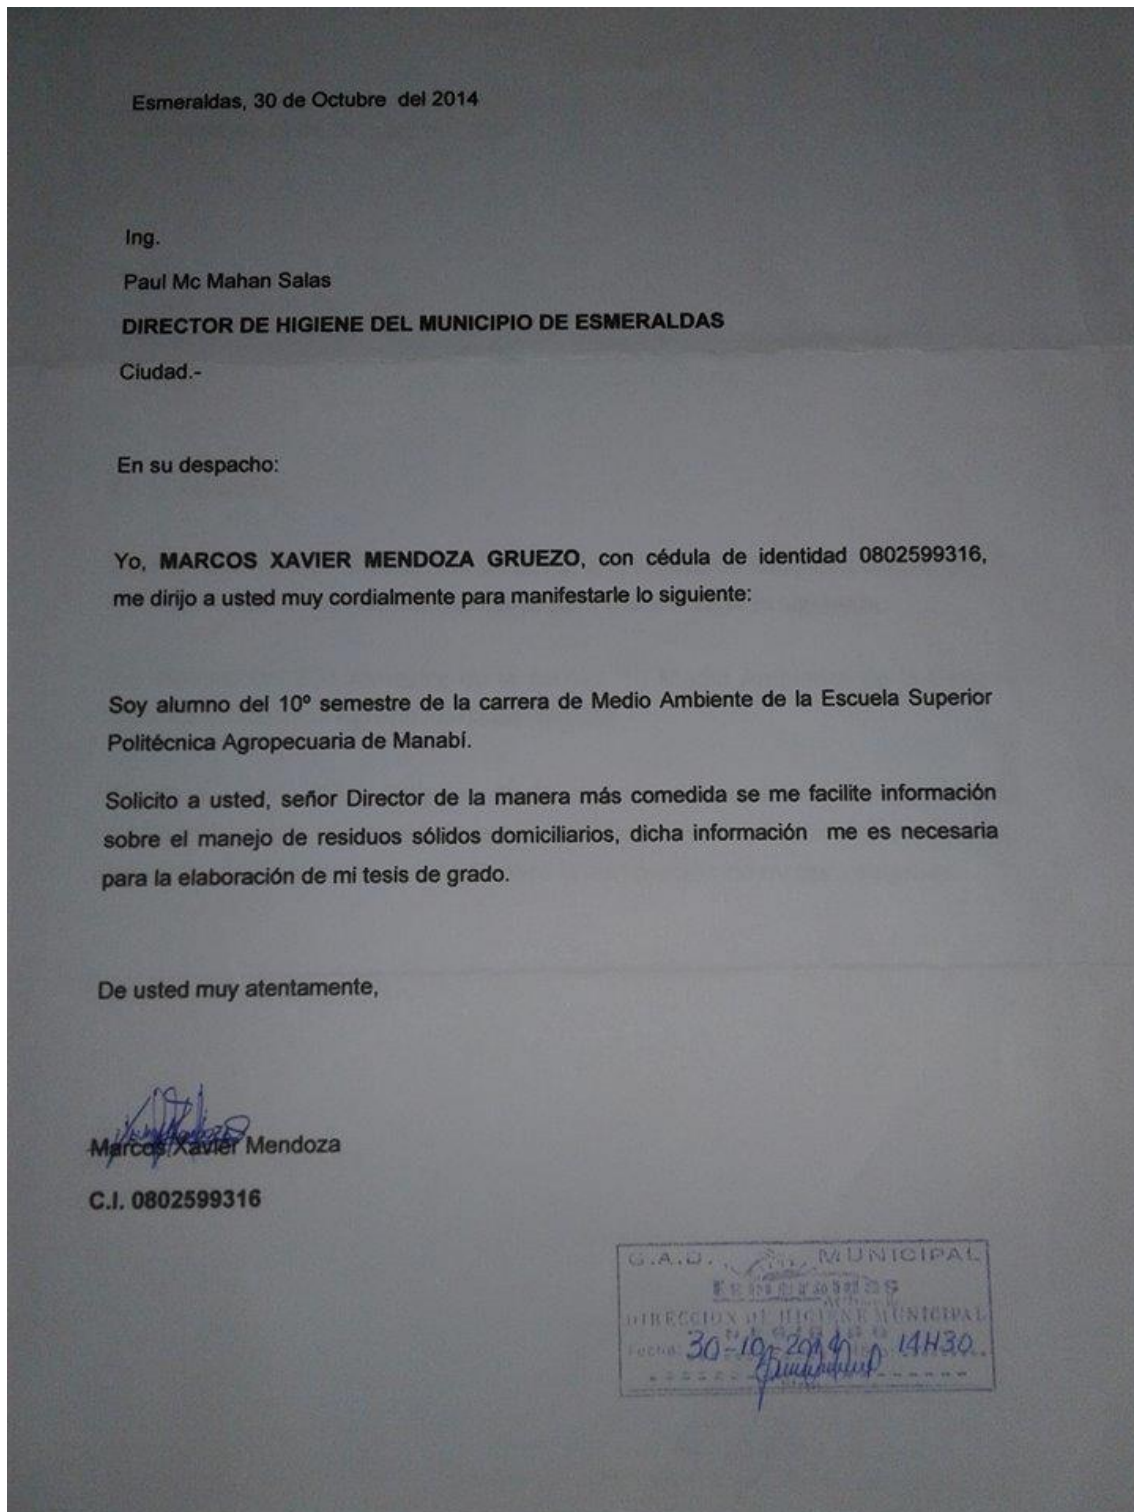 Esmeraldas, 30 de Octubre del 2014
Ing.
Paul Mc Mahan Salas
DIRECTOR DE HIGIENE DEL MUNICIPIO DE ESMERALDAS
Ciudad.-
En su despacho:
Yo, MARCOS XAVIER MENDOZA GRUEZO, con cédula de identidad 0802599316,
me dirijo a usted muy cordialmente para manifestarle lo siguiente:
Soy alumno del 10º semestre de la carrera de Medio Ambiente de la Escuela Superior
Politécnica Agropecuaria de Manabí.
Solicito a usted, señor Director de la manera más comedida se me facilite información
sobre el manejo de residuos sólidos domiciliarios, dicha información me es necesaria
para la elaboración de mi tesis de grado.
De usted muy atentamente,
Marcos Xavier Mendoza
C.I. 0802599316
G.A.D. MUNICIPAL
Esmeraldas
DIRECCION DE HIGIENE MUNICIPAL
Fecha: 30-10-2014 14H30